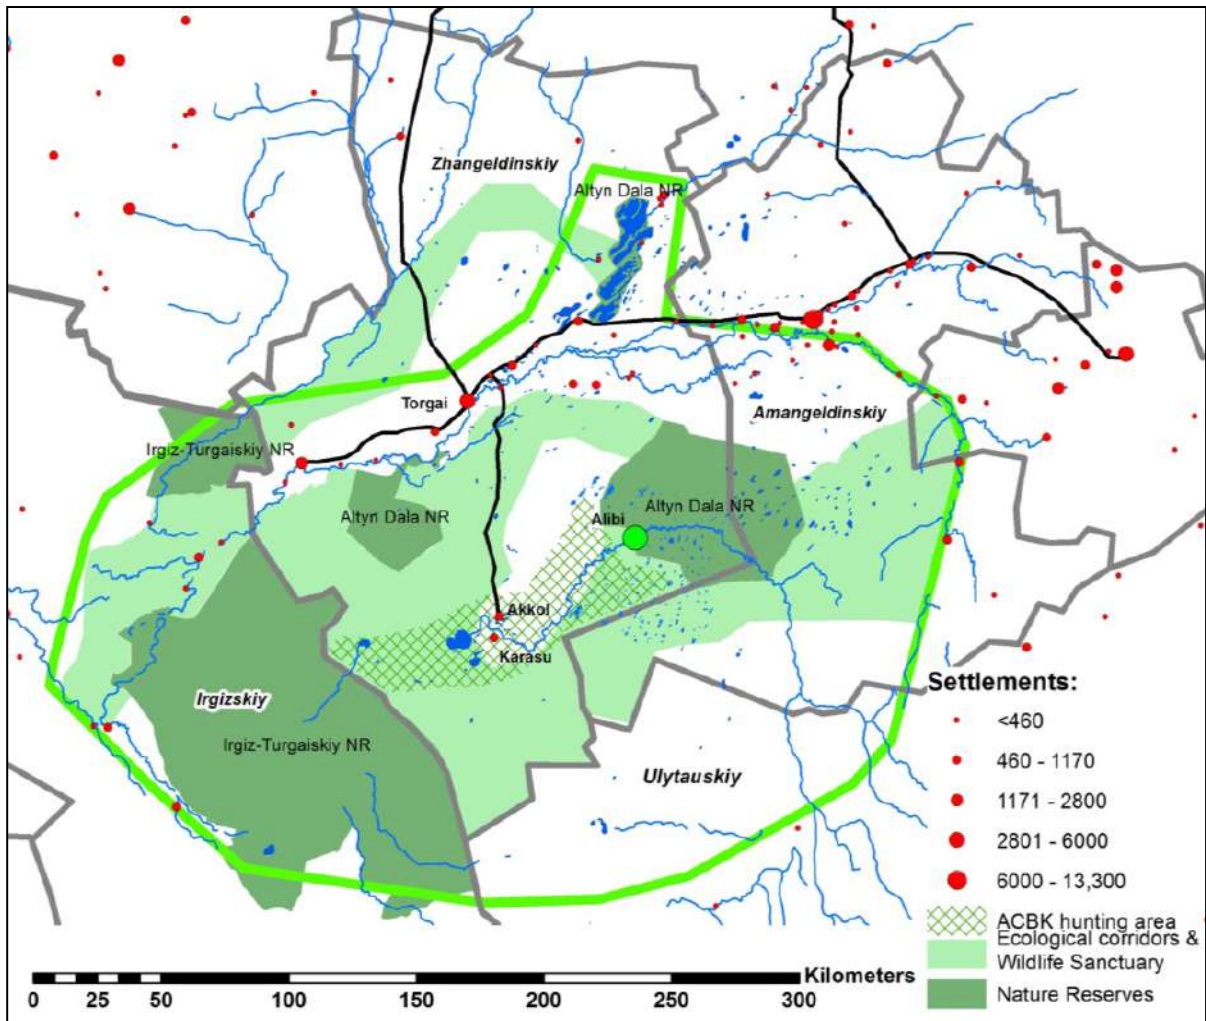 Zhangeldinskiy
Altyn Dala NR
Torgai
Amangeldinskiy
Irgiz-Turgaiskiy NR
Altyn Dala NR
Altyn Dala NR
Alibi
Akkol
Karasu
Irgizskiy
Irgiz-Turgaiskiy NR
Ulytauskiy
Settlements:
<460
460 - 1170
1171 - 2800
2801 - 6000
6000 - 13,300
ACBK hunting area
Ecological corridors &
Wildlife Sanctuary
Nature Reserves
Kilometers
0 25 50 100 150 200 250 300